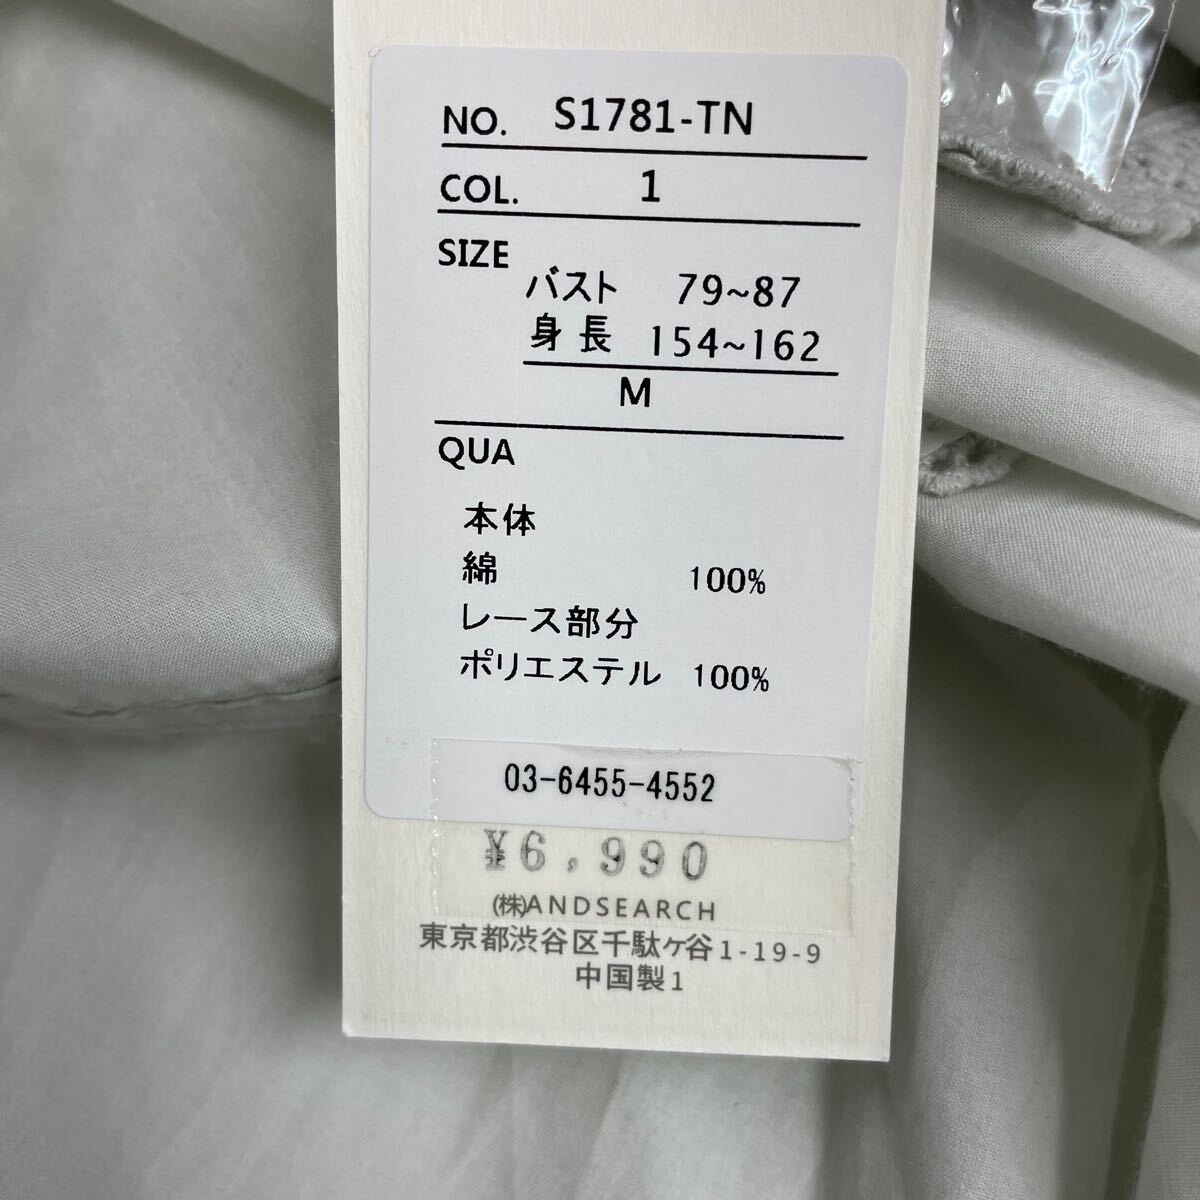 NO. S1781-TN
COL. 1
SIZE
バスト 79~87
身長 154~162
M
QUA
本体
綿 100%
レース部分
ポリエステル 100%
03-6455-4552
¥6,990
㈱ANDSEARCH
東京都渋谷区千駄ヶ谷1-19-9
中国製1